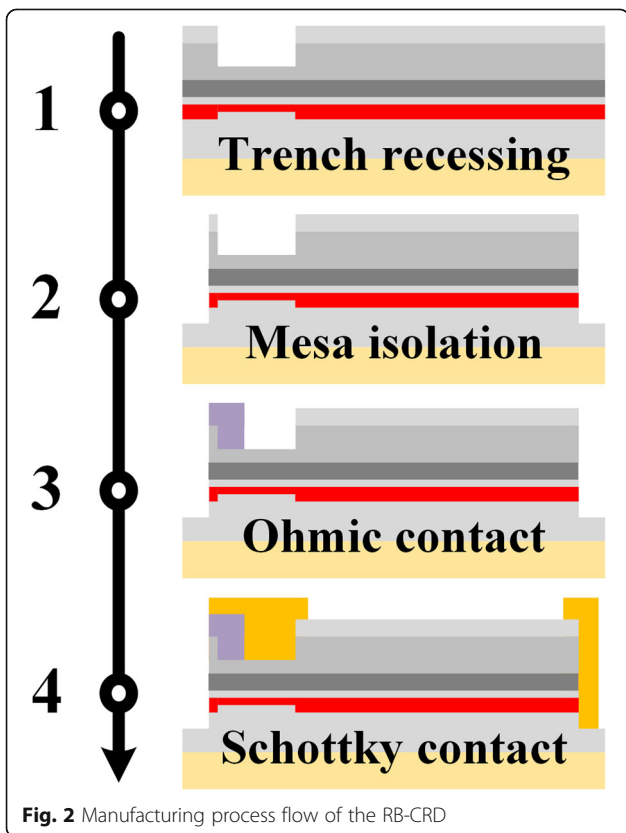 1
Trench recessing
2
Mesa isolation
3
Ohmic contact
4
Schottky contact
Fig. 2 Manufacturing process flow of the RB-CRD